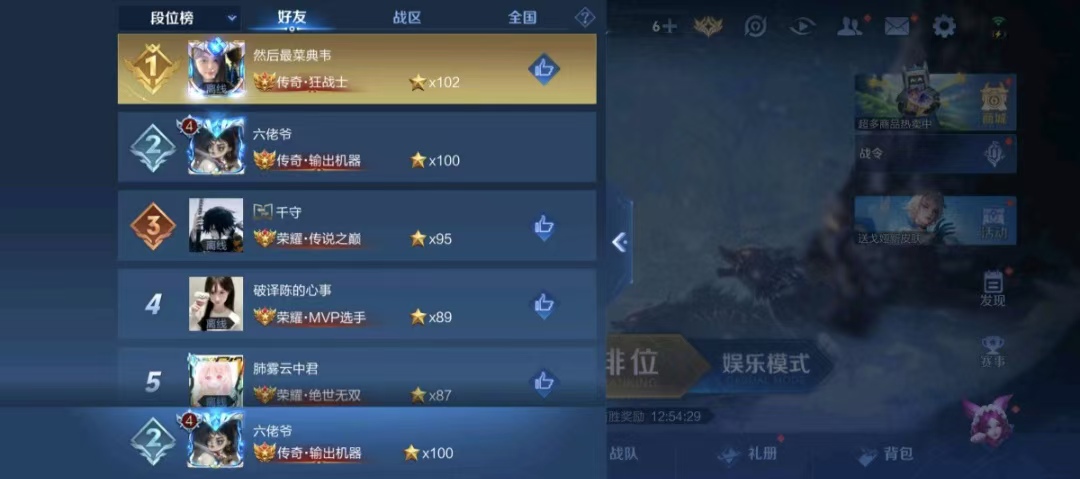 段位榜
好友
战区
全国
?
1
离线
然后最菜典韦
传奇·狂战士
x102
2
4
六佬爷
传奇·输出机器
x100
3
离线
千守
荣耀·传说之巅
x95
4
离线
破译陈的心事
荣耀·MVP选手
x89
5
离线
肺雾云中君
荣耀·绝世无双
x87
2
4
六佬爷
传奇·输出机器
x100
6+
超多商品热卖中
商城
战令
活动
发现
赛事
排位
娱乐模式
胜奖励 12:54:29
战队
礼册
背包